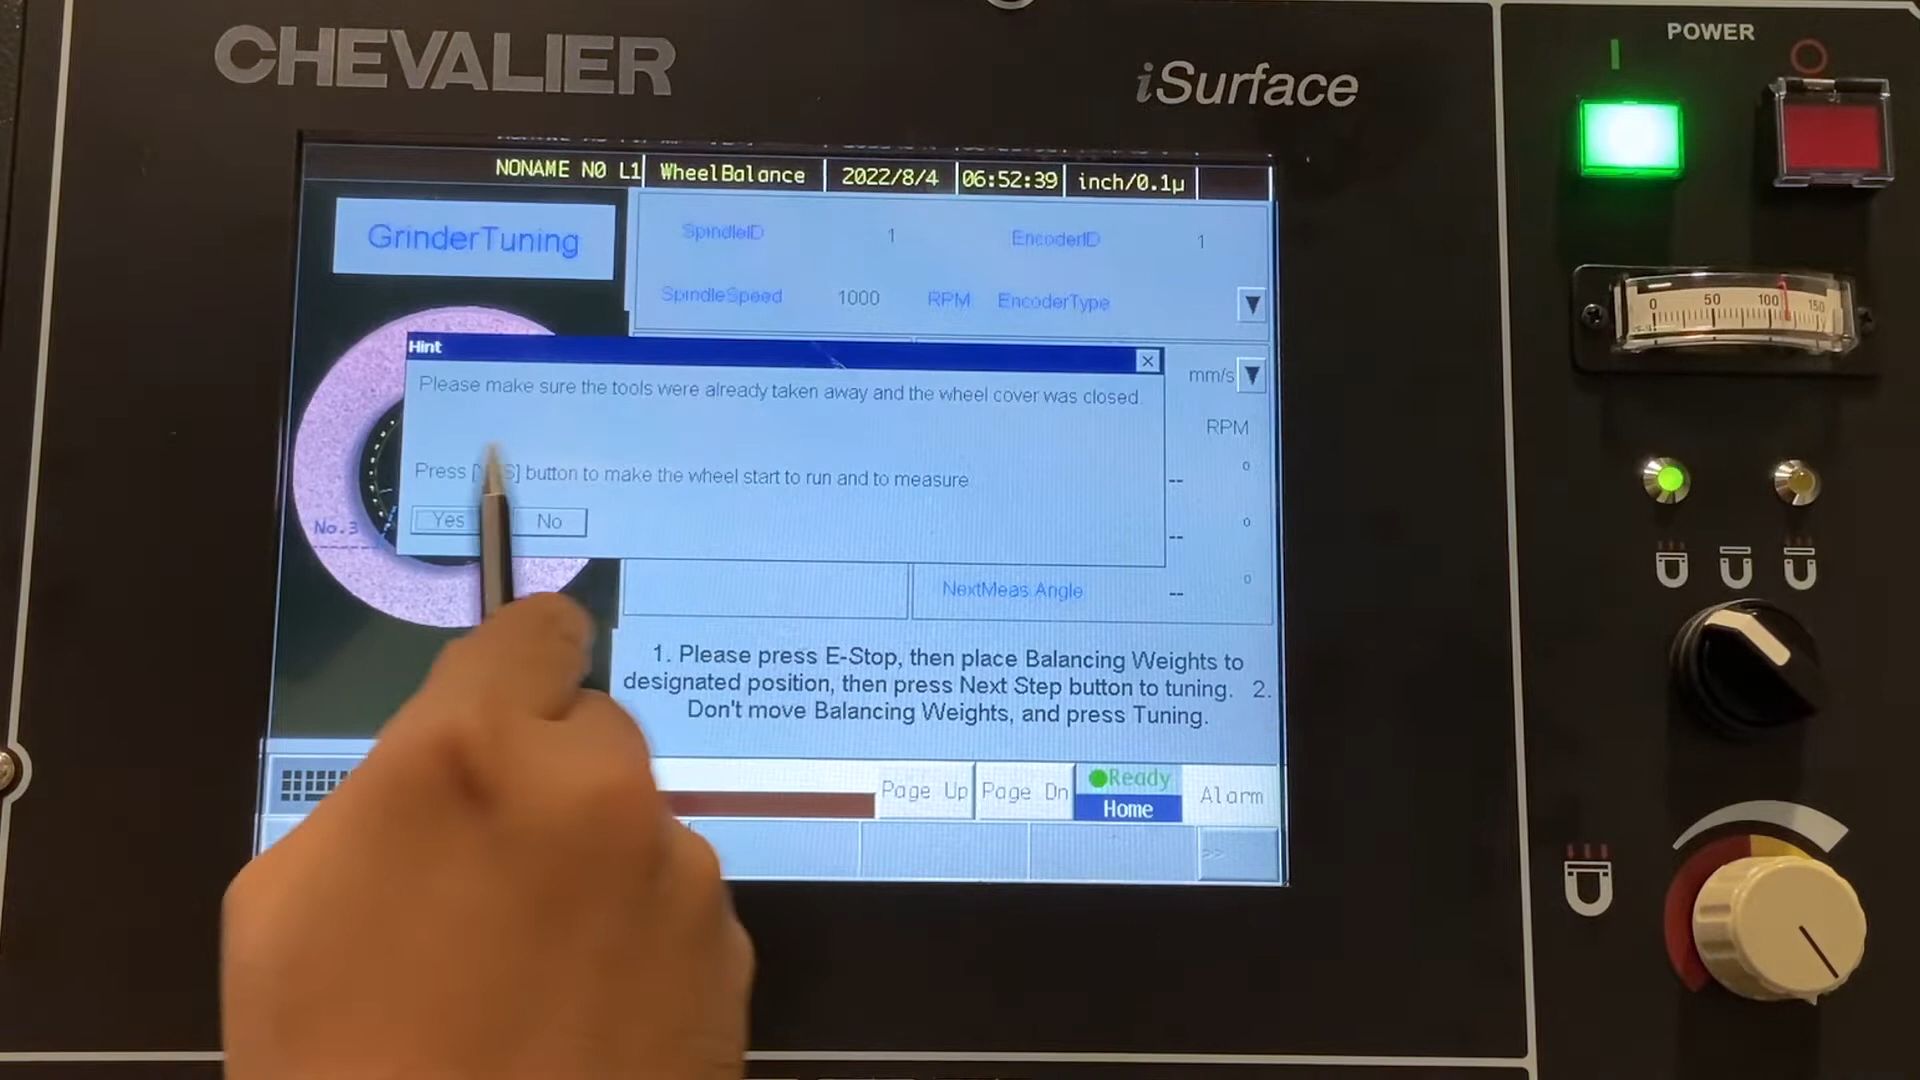 CHEVALIER
iSurface
POWER
NONAME N0 L1 WheelBalance 2022/8/4 06:52:39 inch/0.1µ
GrinderTuning
SpindleID 1 EncoderID 1
SpindleSpeed 1000 RPM EncoderType
Hint
Please make sure the tools were already taken away and the wheel cover was closed.
Press button to make the wheel start to run and to measure
Yes No
mm/s
RPM
0
--
0
--
0
NextMeas Angle --
No.3
1. Please press E-Stop, then place Balancing Weights to
designated position, then press Next Step button to tuning. 2.
Don't move Balancing Weights, and press Tuning.
Page Up Page Dn Ready
Home
Alarm
>>
0 50 100 150